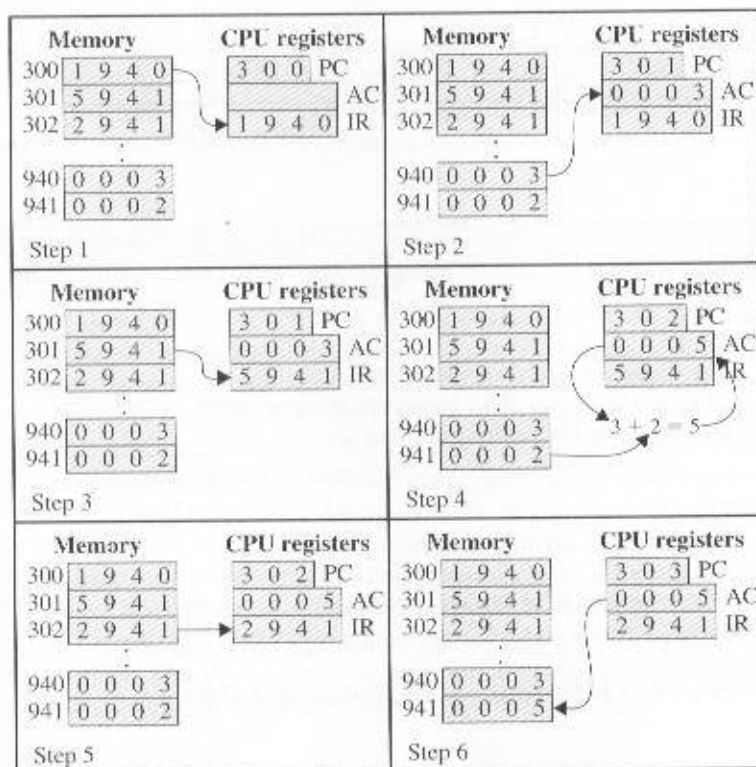 Memory CPU registers
300 1 9 4 0 3 0 0 PC
301 5 9 4 1 AC
302 2 9 4 1 1 9 4 0 IR
940 0 0 0 3
941 0 0 0 2
Step 1
Memory CPU registers
300 1 9 4 0 3 0 1 PC
301 5 9 4 1 0 0 0 3 AC
302 2 9 4 1 1 9 4 0 IR
940 0 0 0 3
941 0 0 0 2
Step 2
Memory CPU registers
300 1 9 4 0 3 0 1 PC
301 5 9 4 1 0 0 0 3 AC
302 2 9 4 1 5 9 4 1 IR
940 0 0 0 3
941 0 0 0 2
Step 3
Memory CPU registers
300 1 9 4 0 3 0 2 PC
301 5 9 4 1 0 0 0 5 AC
302 2 9 4 1 5 9 4 1 IR
940 0 0 0 3 3 + 2 = 5
941 0 0 0 2
Step 4
Memory CPU registers
300 1 9 4 0 3 0 2 PC
301 5 9 4 1 0 0 0 5 AC
302 2 9 4 1 2 9 4 1 IR
940 0 0 0 3
941 0 0 0 2
Step 5
Memory CPU registers
300 1 9 4 0 3 0 3 PC
301 5 9 4 1 0 0 0 5 AC
302 2 9 4 1 2 9 4 1 IR
940 0 0 0 3
941 0 0 0 5
Step 6